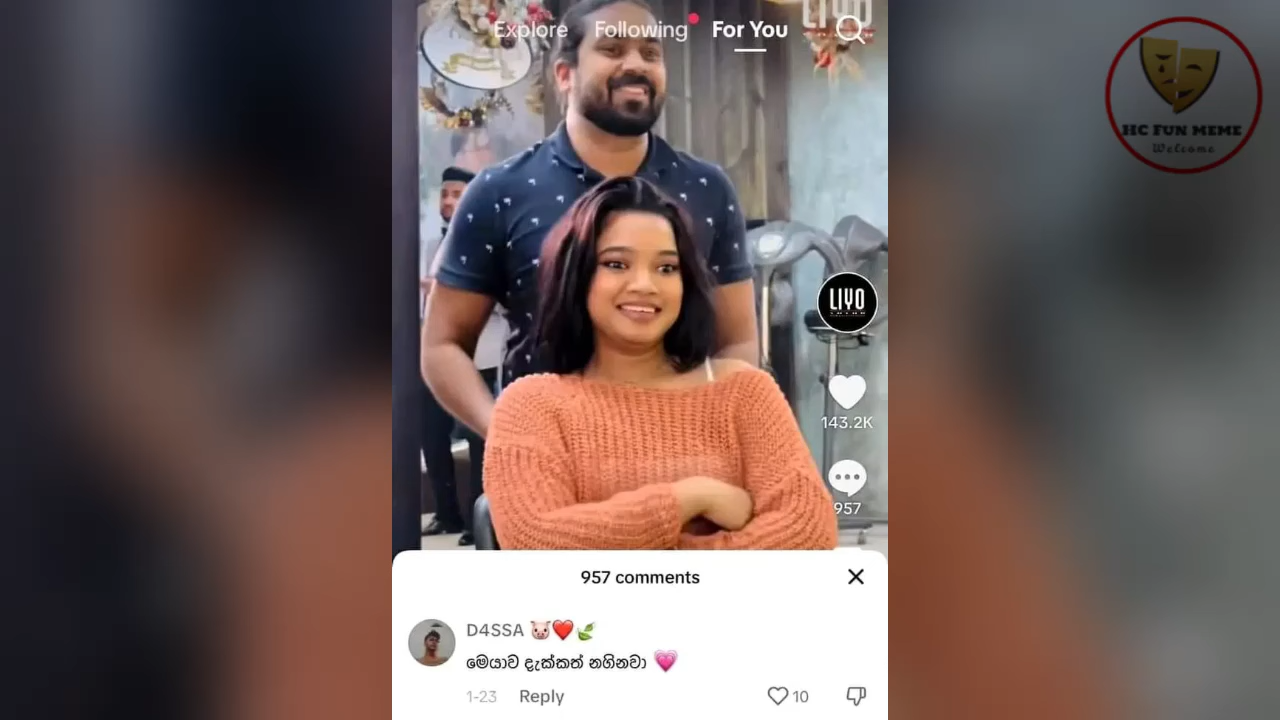 LIYO
Explore Following For You
HC FUN MEME
Welcome
LIYO
143.2K
957
957 comments
D4SSA 🐷❤️🍃
මෙයාව දැක්කත් නගිනවා 💗
1-23 Reply 10